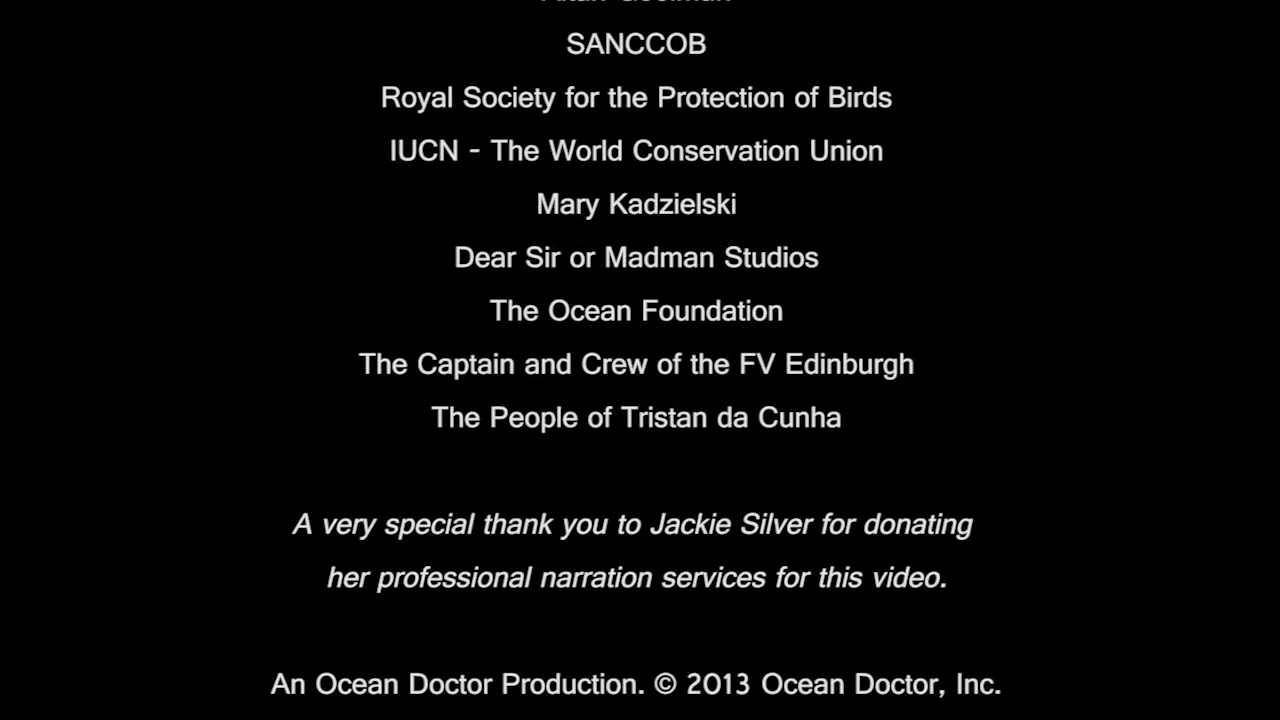 SANCCOB
Royal Society for the Protection of Birds
IUCN - The World Conservation Union
Mary Kadzielski
Dear Sir or Madman Studios
The Ocean Foundation
The Captain and Crew of the FV Edinburgh
The People of Tristan da Cunha
A very special thank you to Jackie Silver for donating
her professional narration services for this video.
An Ocean Doctor Production. © 2013 Ocean Doctor, Inc.